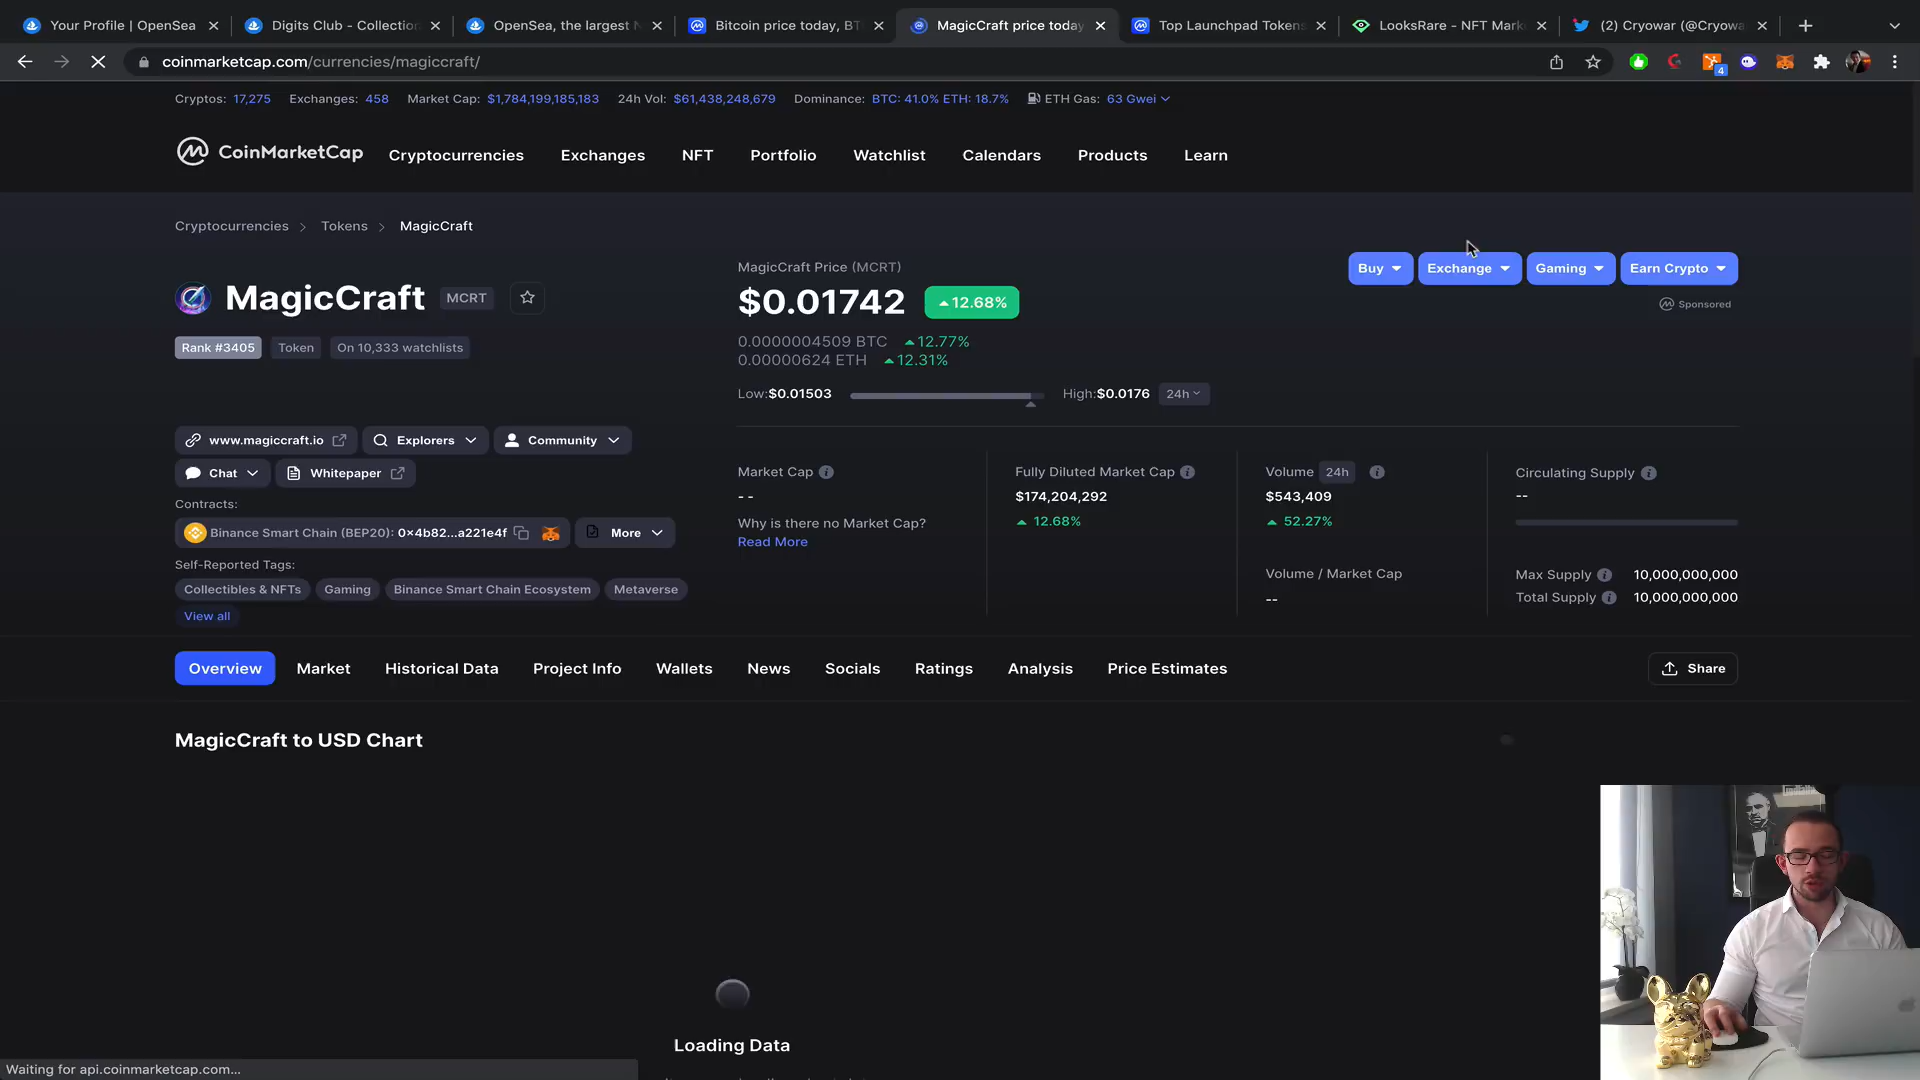 Your Profile | OpenSea
Digits Club - Collection
OpenSea, the largest N
Bitcoin price today, BT
MagicCraft price today
Top Launchpad Tokens
LooksRare - NFT Mark
(2) Cryowar (@Cryowa
coinmarketcap.com/currencies/magiccraft/
4
Cryptos: 17,275 Exchanges: 458 Market Cap: $1,784,199,185,183 24h Vol: $61,438,248,679 Dominance: BTC: 41.0% ETH: 18.7% ETH Gas: 63 Gwei
CoinMarketCap Cryptocurrencies Exchanges NFT Portfolio Watchlist Calendars Products Learn
Cryptocurrencies > Tokens > MagicCraft
MagicCraft MCRT
Rank #3405 Token On 10,333 watchlists
www.magiccraft.io Explorers Community
Chat Whitepaper
Contracts:
Binance Smart Chain (BEP20): 0x4b82...a221e4f More
Self-Reported Tags:
Collectibles & NFTs Gaming Binance Smart Chain Ecosystem Metaverse
View all
MagicCraft Price (MCRT)
$0.01742 12.68%
0.0000004509 BTC 12.77%
0.00000624 ETH 12.31%
Low:$0.01503 High:$0.0176 24h
Buy Exchange Gaming Earn Crypto
Sponsored
Market Cap
- -
Why is there no Market Cap?
Read More
Fully Diluted Market Cap
$174,204,292
12.68%
Volume 24h
$543,409
52.27%
Volume / Market Cap
--
Circulating Supply
--
Max Supply 10,000,000,000
Total Supply 10,000,000,000
Overview Market Historical Data Project Info Wallets News Socials Ratings Analysis Price Estimates Share
MagicCraft to USD Chart
Loading Data
Waiting for api.coinmarketcap.com...